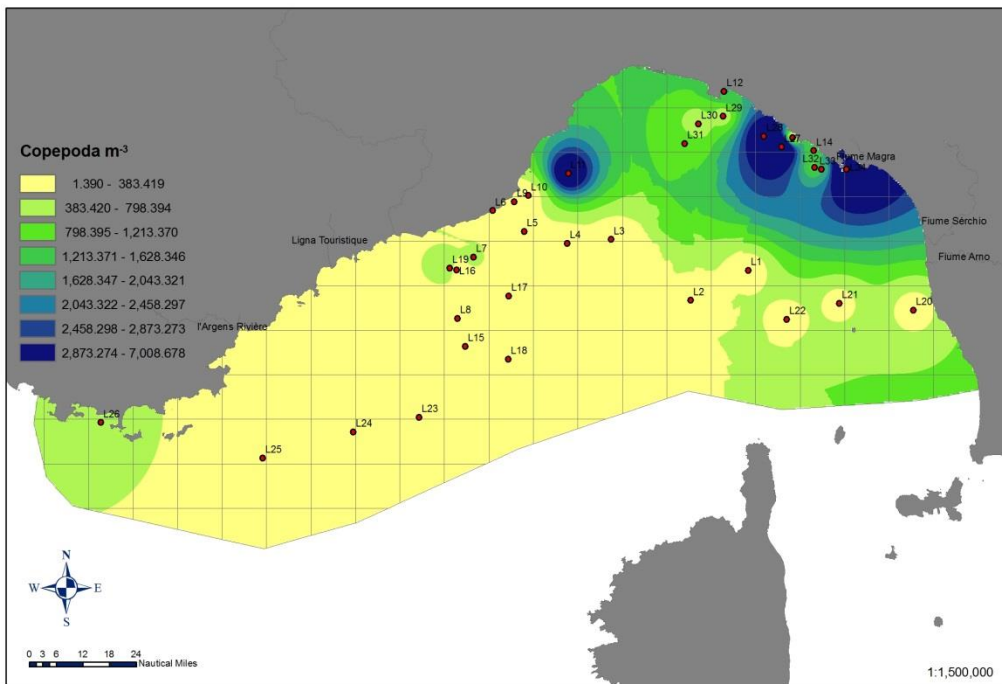 Copepoda m-3
1.390 - 383.419
383.420 - 798.394
798.395 - 1,213.370
1,213.371 - 1,628.346
1,628.347 - 2,043.321
2,043.322 - 2,458.297
2,458.298 - 2,873.273
2,873.274 - 7,008.678
L12
L29
L30
L31
L14
L32
Fiume Magra
L10
L9
L6
L5
L4
L3
Fiume Sérchio
Ligna Touristique
L7
L19
L16
Fiume Arno
L1
L2
L17
L21
L20
L22
L8
l'Argens Rivière
L15
L18
L26
L23
L24
L25
N
W
E
S
0 3 6 12 18 24
Nautical Miles
1:1,500,000